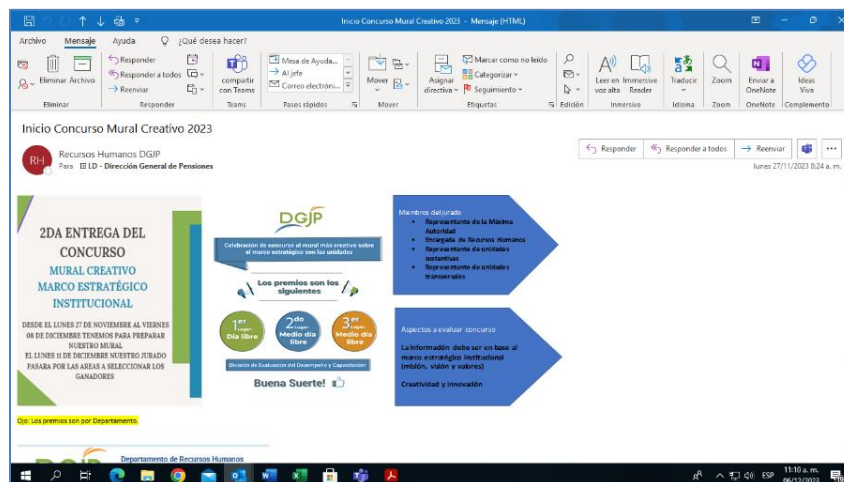 Inicio Concurso Mural Creativo 2023 - Mensaje (HTML)
Archivo Mensaje Ayuda ¿Qué desea hacer?
Eliminar Archivo
Responder
Responder a todos
Reenviar
compartir
con Teams
Mesa de Ayuda...
Al jefe
Correo electróni...
Mover
Asignar
directiva
Marcar como no leído
Categorizar
Seguimiento
Leer en
voz alta
Immersive
Reader
Traducir
Zoom
Enviar a
OneNote
Ideas
Viva
Eliminar Responder Teams Pasos rápidos Mover Etiquetas Edición Inmersivo Idioma Zoom OneNote Complemento
Inicio Concurso Mural Creativo 2023
RH
Recursos Humanos DGJP
Para LD - Dirección General de Pensiones
Responder Responder a todos Reenviar
lunes 27/11/2023 8:24 a. m.
2DA ENTREGA DEL
CONCURSO
MURAL CREATIVO
MARCO ESTRATÉGICO
INSTITUCIONAL
DESDE EL LUNES 27 DE NOVIEMBRE AL VIERNES
08 DE DICIEMBRE TENEMOS PARA PREPARAR
NUESTRO MURAL
EL LUNES 11 DE DICIEMBRE NUESTRO JURADO
PASARA POR LAS AREAS A SELECCIONAR LOS
GANADORES
DGJP
Celebración de concurso al mural más creativo sobre
el marco estratégico con las unidades
Los premios son los
siguientes
1er
Lugar
Día libre
2do
Lugar
Medio día
libre
3er
Lugar
Medio día
libre
División de Evaluación del Desempeño y Capacitación
Buena Suerte!
Miembros del jurado
• Representante de la Máxima
Autoridad
• Encargada de Recursos Humanos
• Representante de unidades
sustantivas
• Representante de unidades
transversales
Aspectos a evaluar concurso
La información debe ser en base al
marco estratégico institucional
(misión, visión y valores)
Creatividad y Innovación
Ojo: Los premios son por Departamento.
Departamento de Recursos Humanos
ESP
11:10 a. m.
06/12/2023